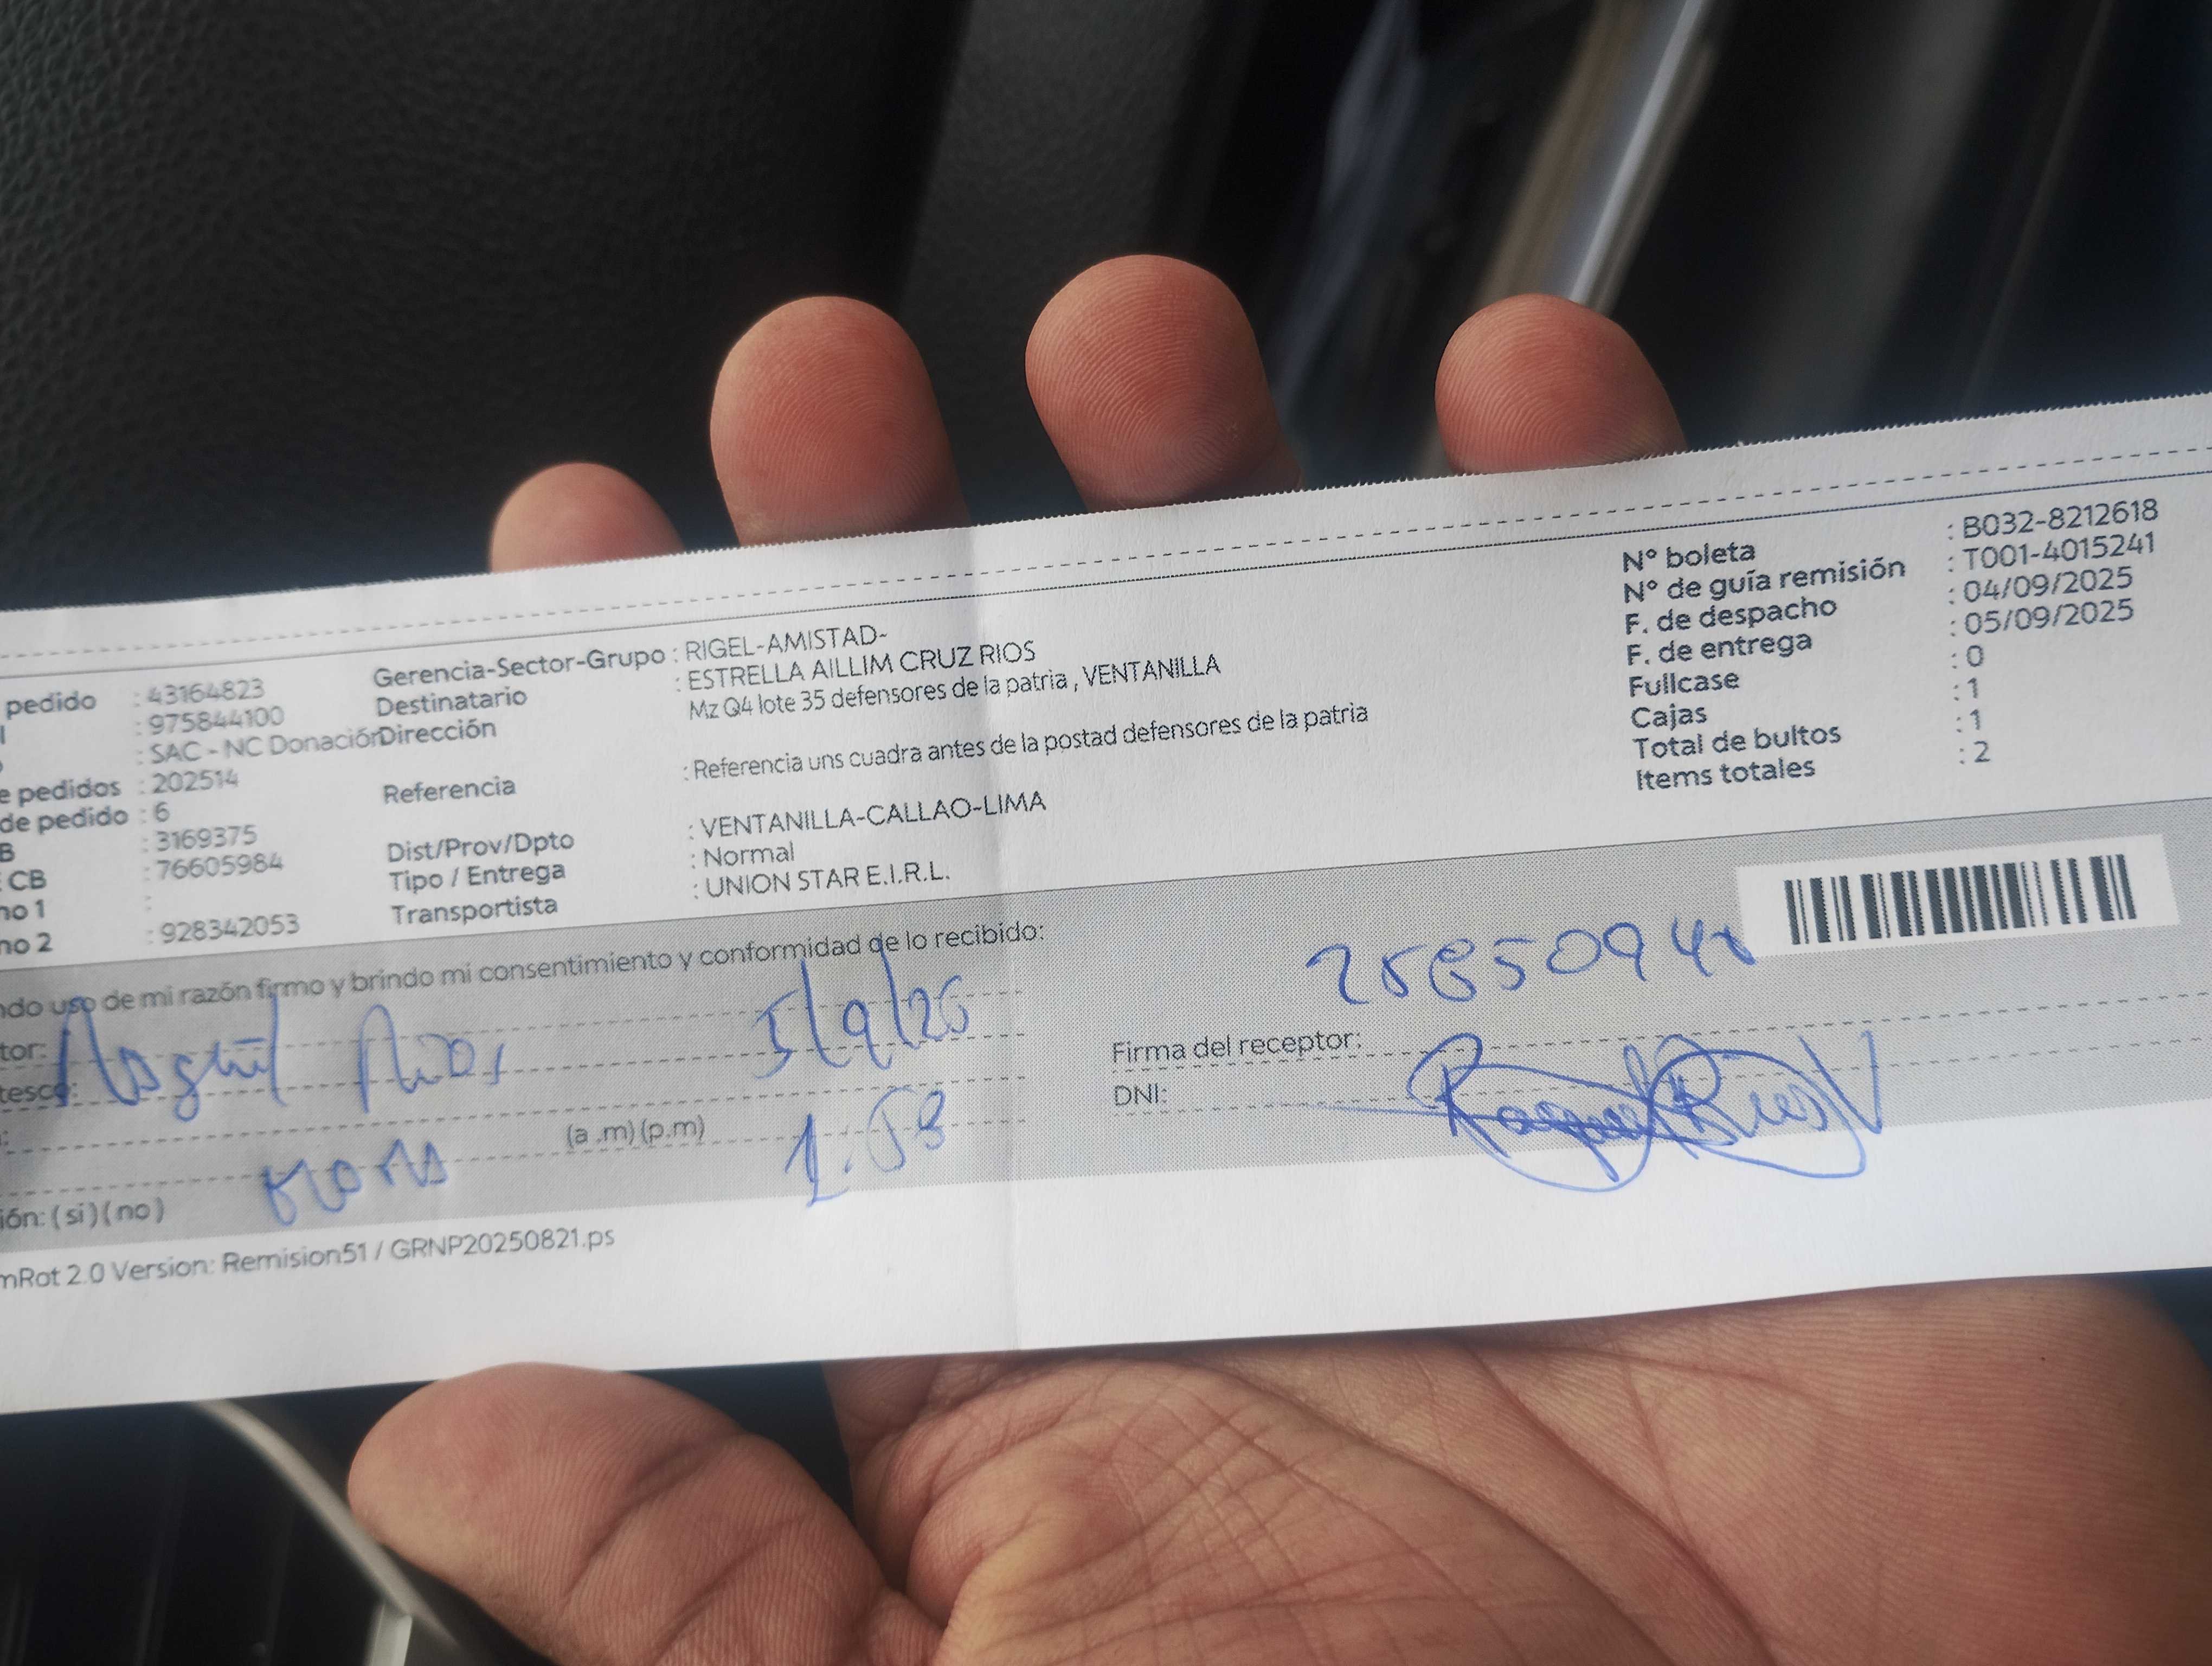 pedido : 43164823
: 975844100
: SAC - NC Donación
e pedidos : 202514
de pedido : 6
B : 3169375
CB : 76605984
no 1 :
no 2 : 928342053
Gerencia-Sector-Grupo : RIGEL-AMISTAD-
Destinatario : ESTRELLA AILLIM CRUZ RIOS
Dirección Mz Q4 lote 35 defensores de la patria , VENTANILLA
Referencia : Referencia uns cuadra antes de la postad defensores de la patria
Dist/Prov/Dpto : VENTANILLA-CALLAO-LIMA
Tipo / Entrega : Normal
Transportista : UNION STAR E.I.R.L.
N° boleta : B032-8212618
N° de guía remisión : T001-4015241
F. de despacho : 04/09/2025
F. de entrega : 05/09/2025
Fullcase : 0
Cajas : 1
Total de bultos : 1
Items totales : 2
ndo uso de mi razón firmo y brindo mi consentimiento y conformidad de lo recibido:
tor: Rios 5/9/25
tesco:
(a .m) (p.m)
ión: ( si ) ( no )
Firma del receptor:
DNI:
mRot 2.0 Version: Remision51 / GRNP20250821.ps